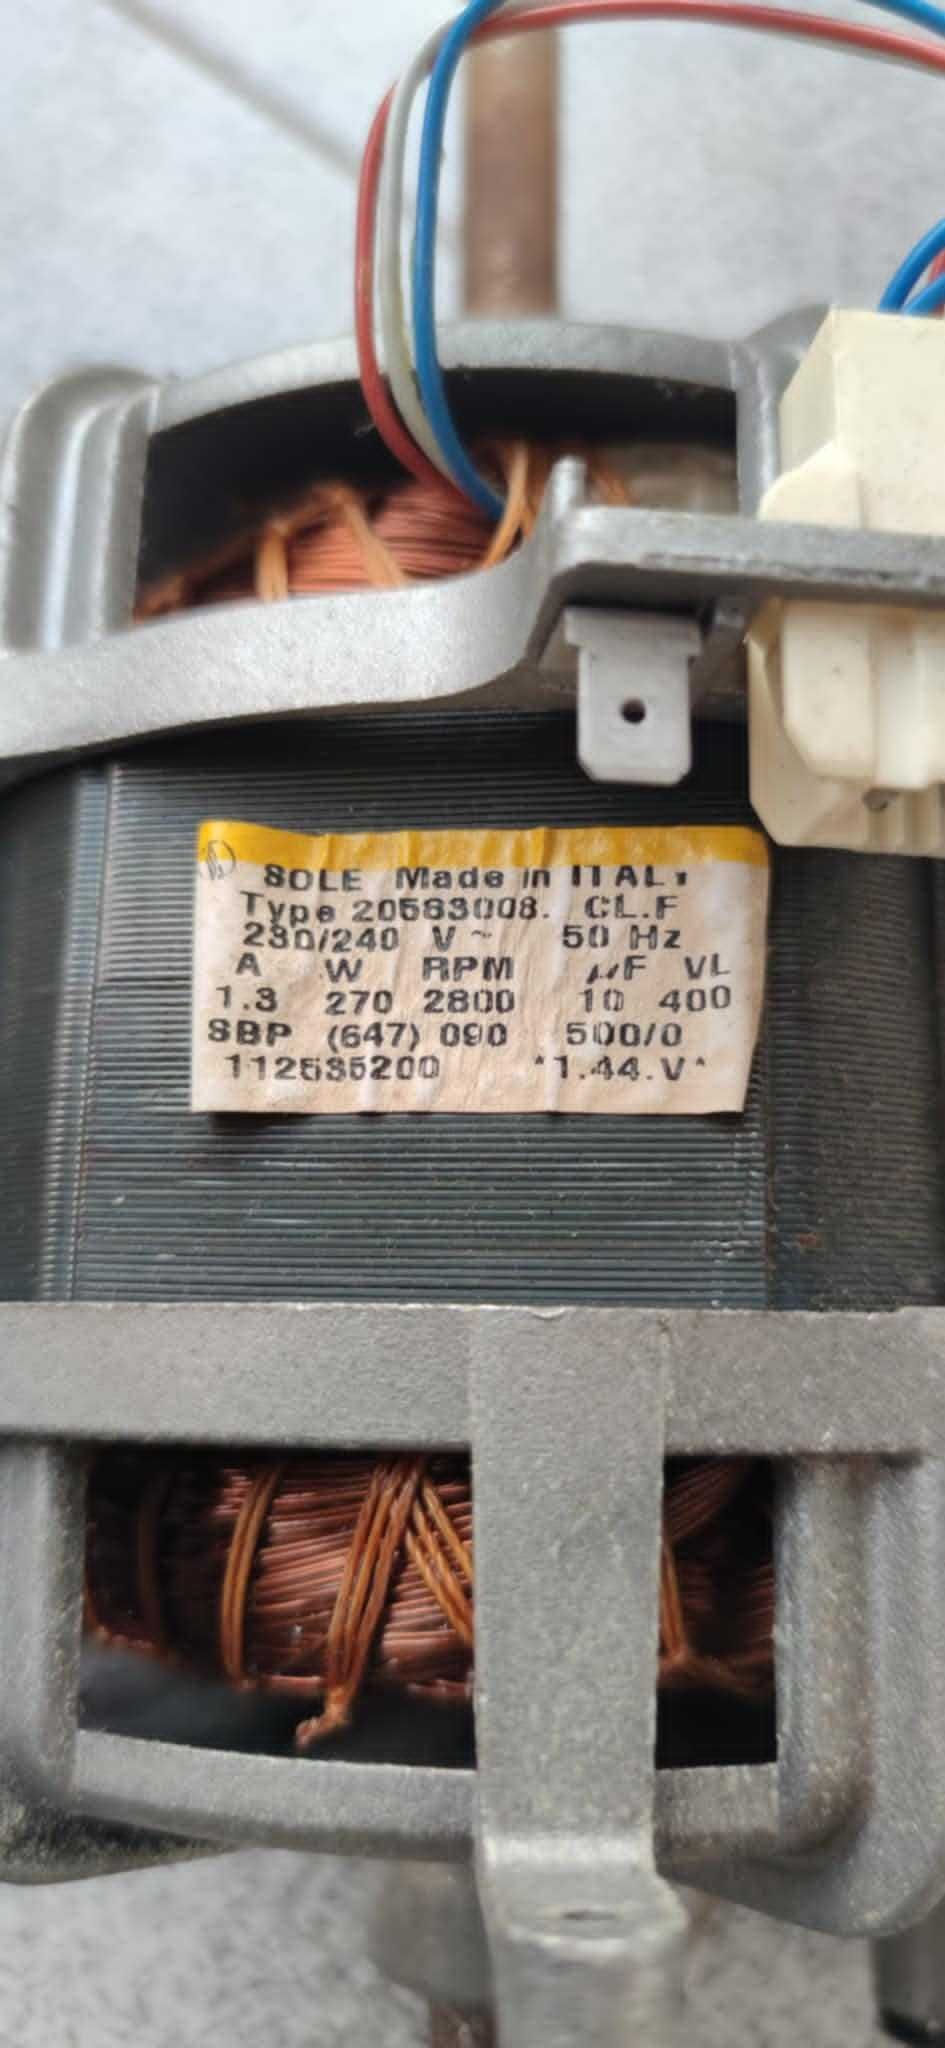 SOLE Made in ITALY
Type 20583008. CL.F
230/240 V~ 50 Hz
A W RPM µF VL
1.3 270 2800 10 400
SBP (647) 090 500/0
112535200 *1.44.V*